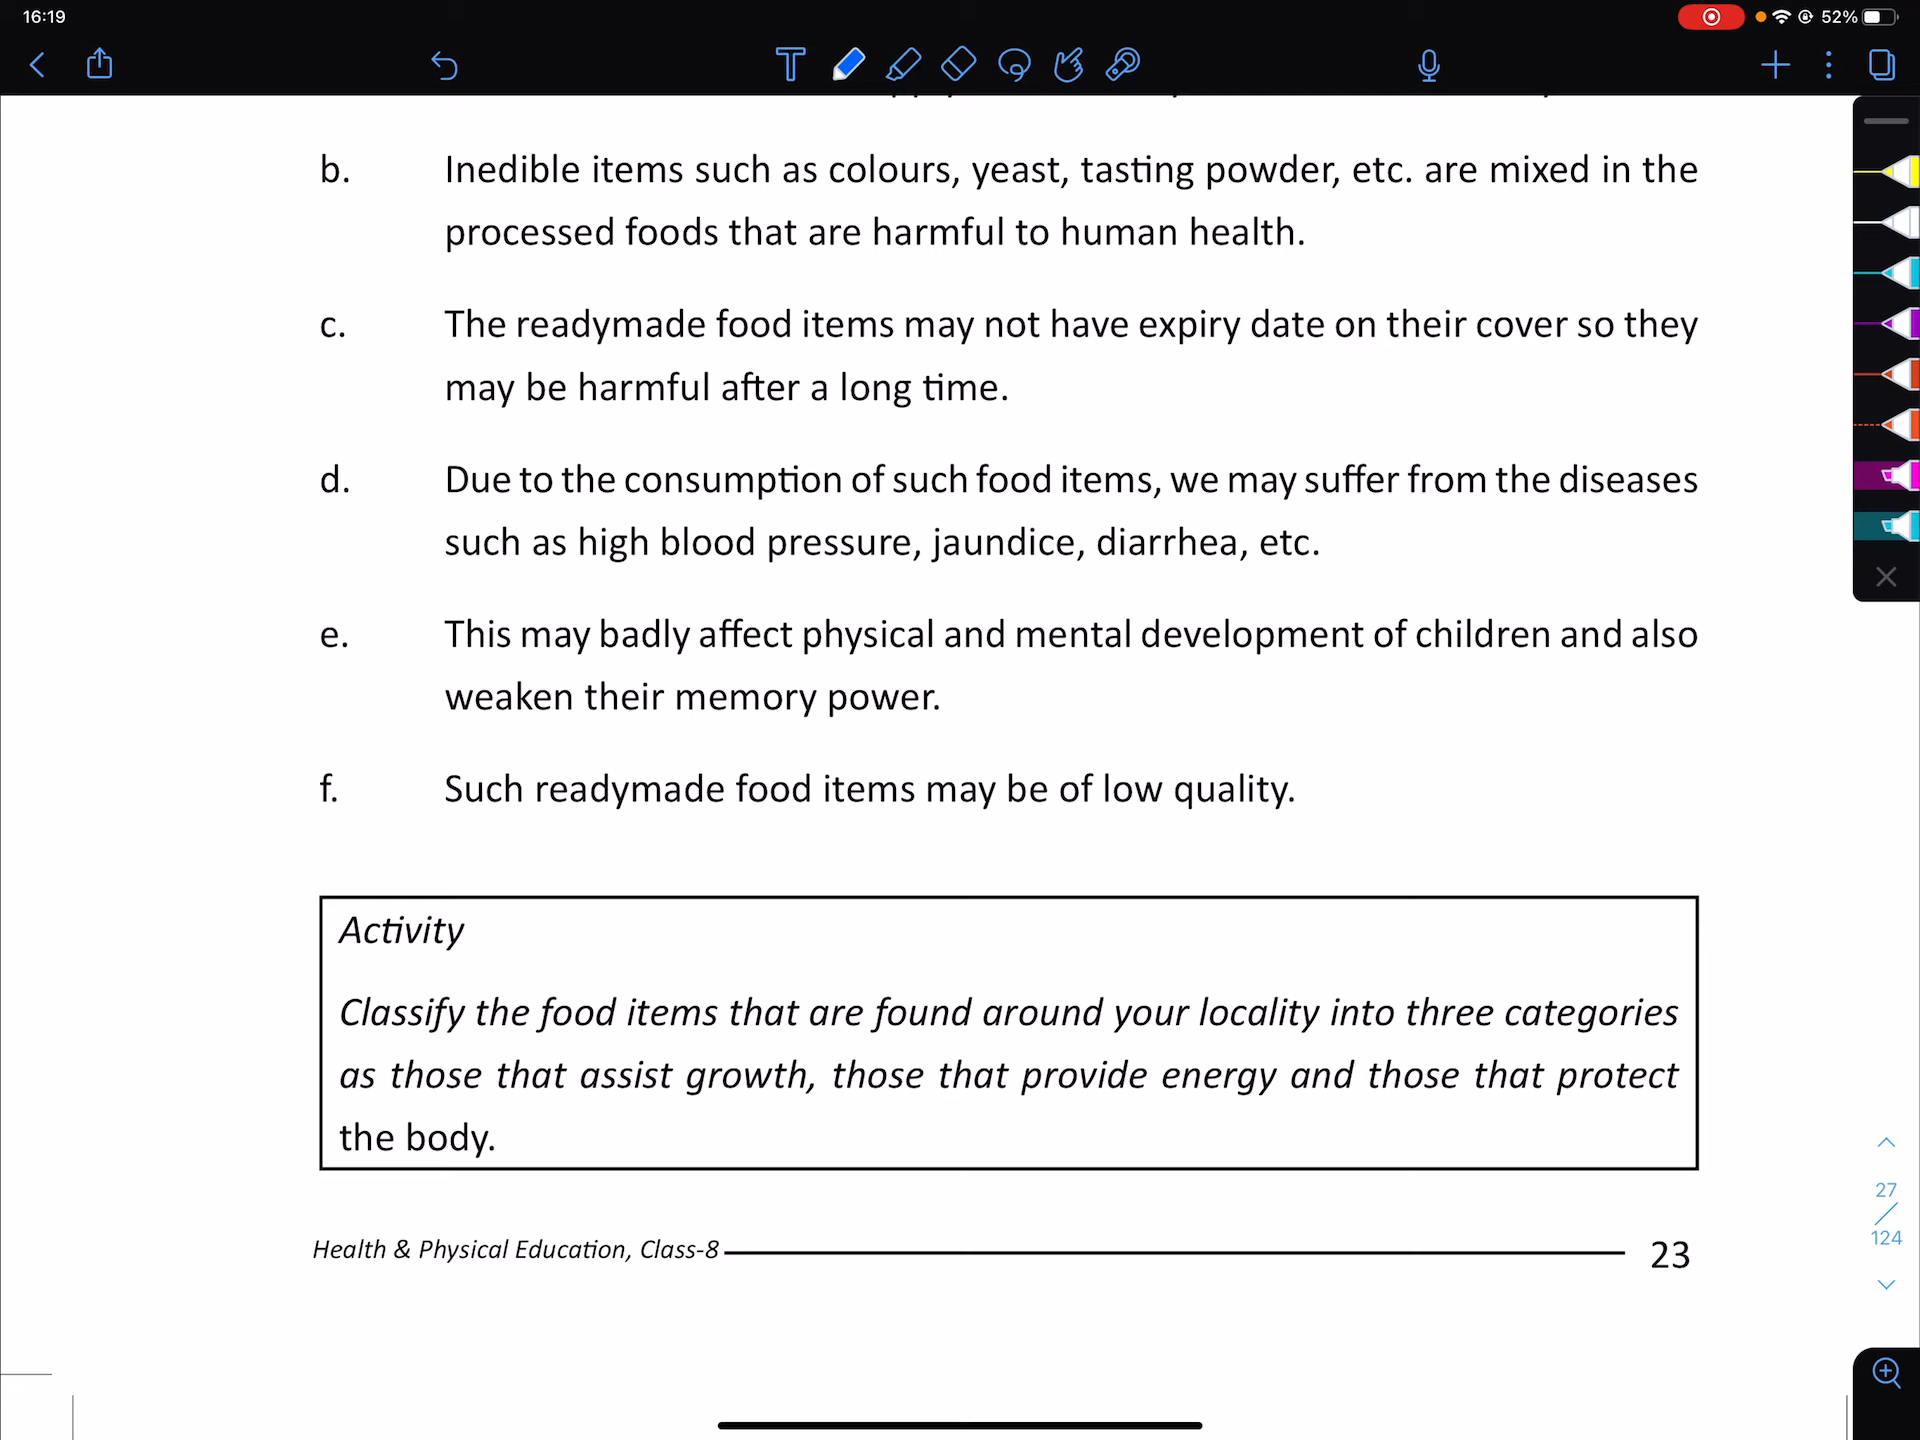 16:19
52%
b. Inedible items such as colours, yeast, tasting powder, etc. are mixed in the
processed foods that are harmful to human health.
c. The readymade food items may not have expiry date on their cover so they
may be harmful after a long time.
d. Due to the consumption of such food items, we may suffer from the diseases
such as high blood pressure, jaundice, diarrhea, etc.
e. This may badly affect physical and mental development of children and also
weaken their memory power.
f. Such readymade food items may be of low quality.
Activity
Classify the food items that are found around your locality into three categories
as those that assist growth, those that provide energy and those that protect
the body.
Health & Physical Education, Class-8 23
27
/
124